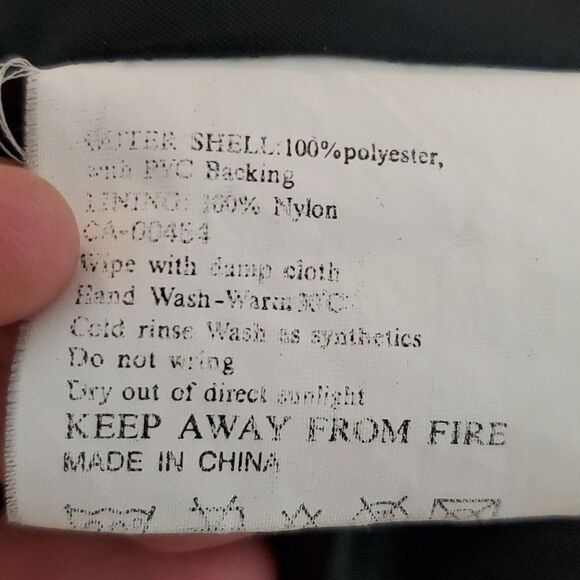 OUTER SHELL:100%polyester,
with PVC Backing
LINING: 100% Nylon
CA-00484
Wipe with damp cloth
Hand Wash-Warm 30°C
Cold rinse Wash as synthetics
Do not wring
Dry out of direct sunlight
KEEP AWAY FROM FIRE
MADE IN CHINA